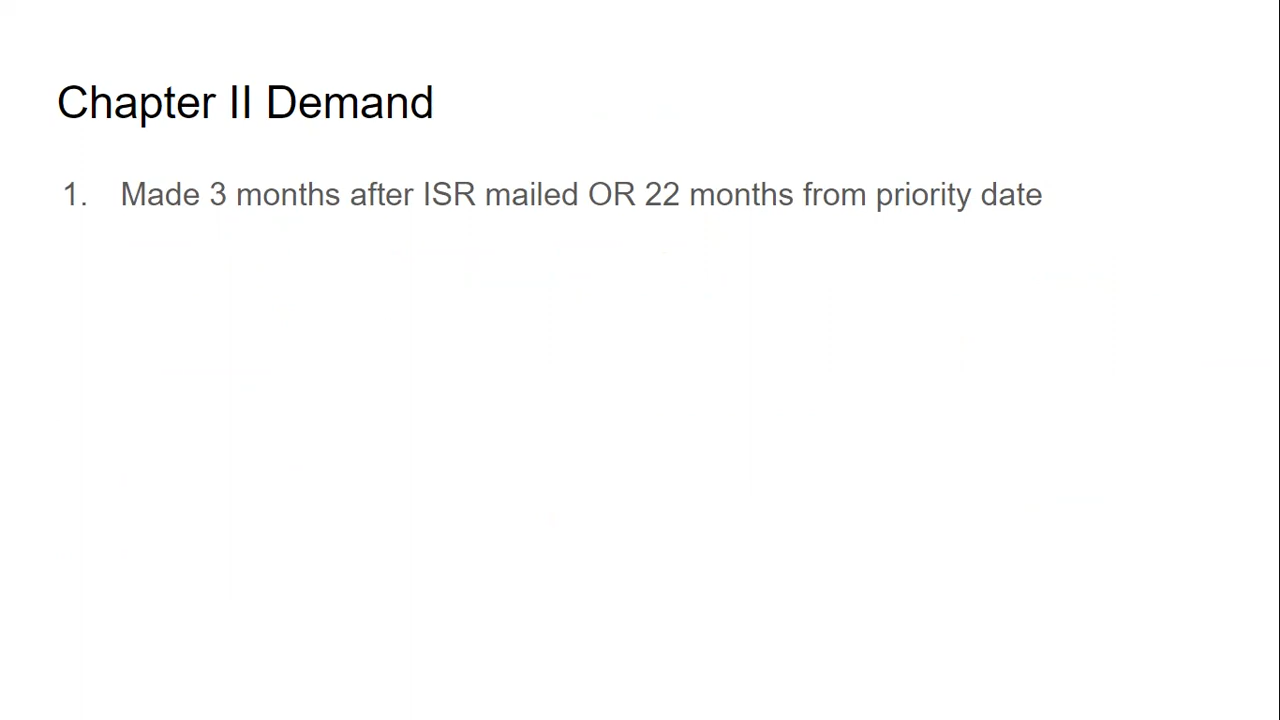 Chapter II Demand
1. Made 3 months after ISR mailed OR 22 months from priority date